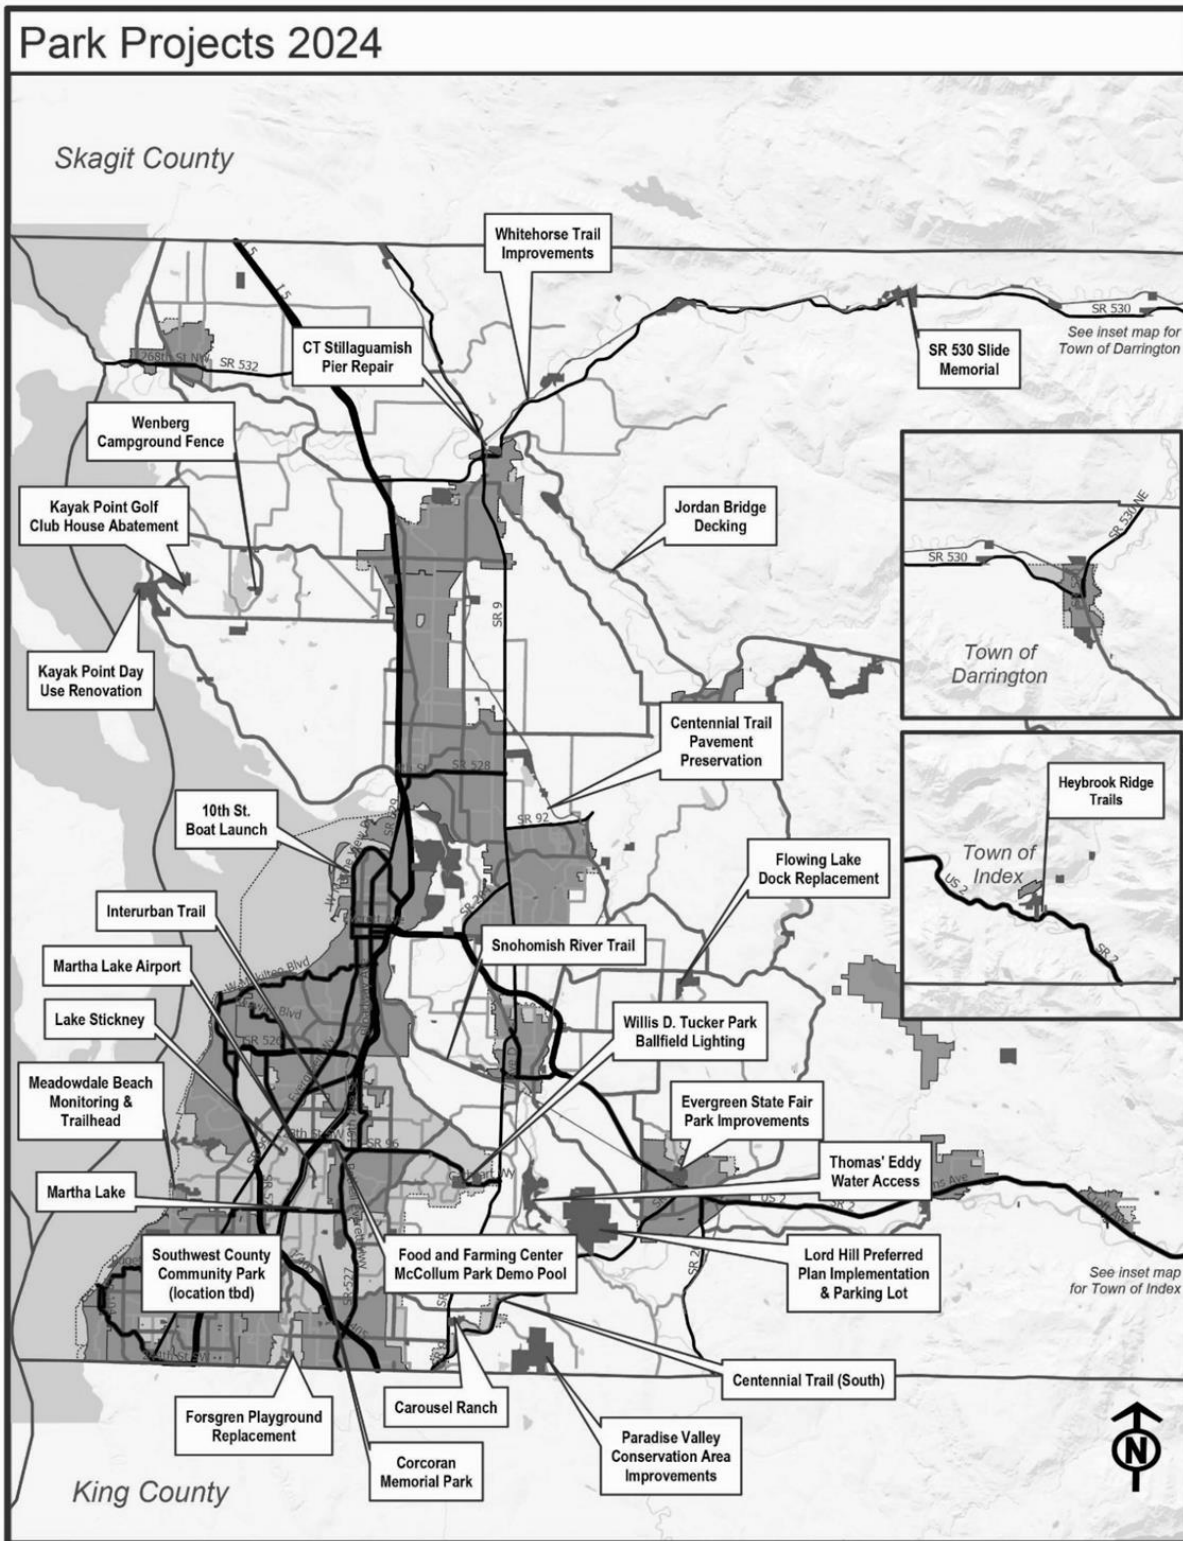 Park Projects 2024
Skagit County
Whitehorse Trail
Improvements
I-5
SR 530
See inset map for
Town of Darrington
SR 530 Slide
Memorial
CT Stillaguamish
Pier Repair
268th St NW
SR 532
Wenberg
Campground Fence
Kayak Point Golf
Club House Abatement
Jordan Bridge
Decking
SR 530 NE
SR 530
SR 9
Town of
Darrington
Kayak Point Day
Use Renovation
Centennial Trail
Pavement
Preservation
SR 528
Heybrook Ridge
Trails
10th St.
Boat Launch
SR 529
SR 92
Town of
Index
US 2
SR 2
Flowing Lake
Dock Replacement
Interurban Trail
Snohomish River Trail
Martha Lake Airport
W Mukilteo Blvd
Lake Stickney
SR 526
Willis D. Tucker Park
Ballfield Lighting
Meadowdale Beach
Monitoring &
Trailhead
Evergreen State Fair
Park Improvements
SR 96
Thomas' Eddy
Water Access
Martha Lake
US 2
SR 2
Southwest County
Community Park
(location tbd)
Food and Farming Center
McCollum Park Demo Pool
Lord Hill Preferred
Plan Implementation
& Parking Lot
SR 527
See inset map
for Town of Index
Centennial Trail (South)
Carousel Ranch
Forsgren Playground
Replacement
Paradise Valley
Conservation Area
Improvements
Corcoran
Memorial Park
King County
N